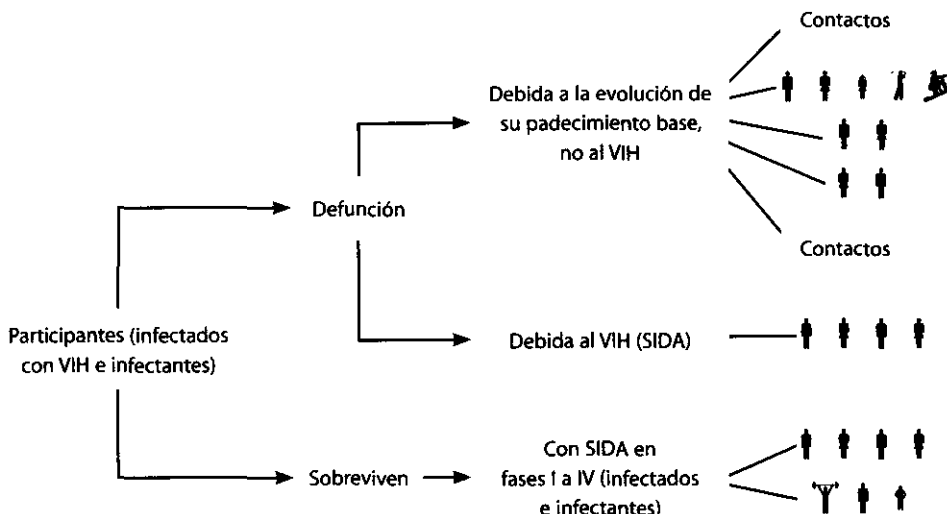 Contactos
Debida a la evolución de
su padecimiento base,
no al VIH
Defunción
Contactos
Participantes (infectados
con VIH e infectantes)
Debida al VIH (SIDA)
Sobreviven
Con SIDA en
fases I a IV (infectados
e infectantes)